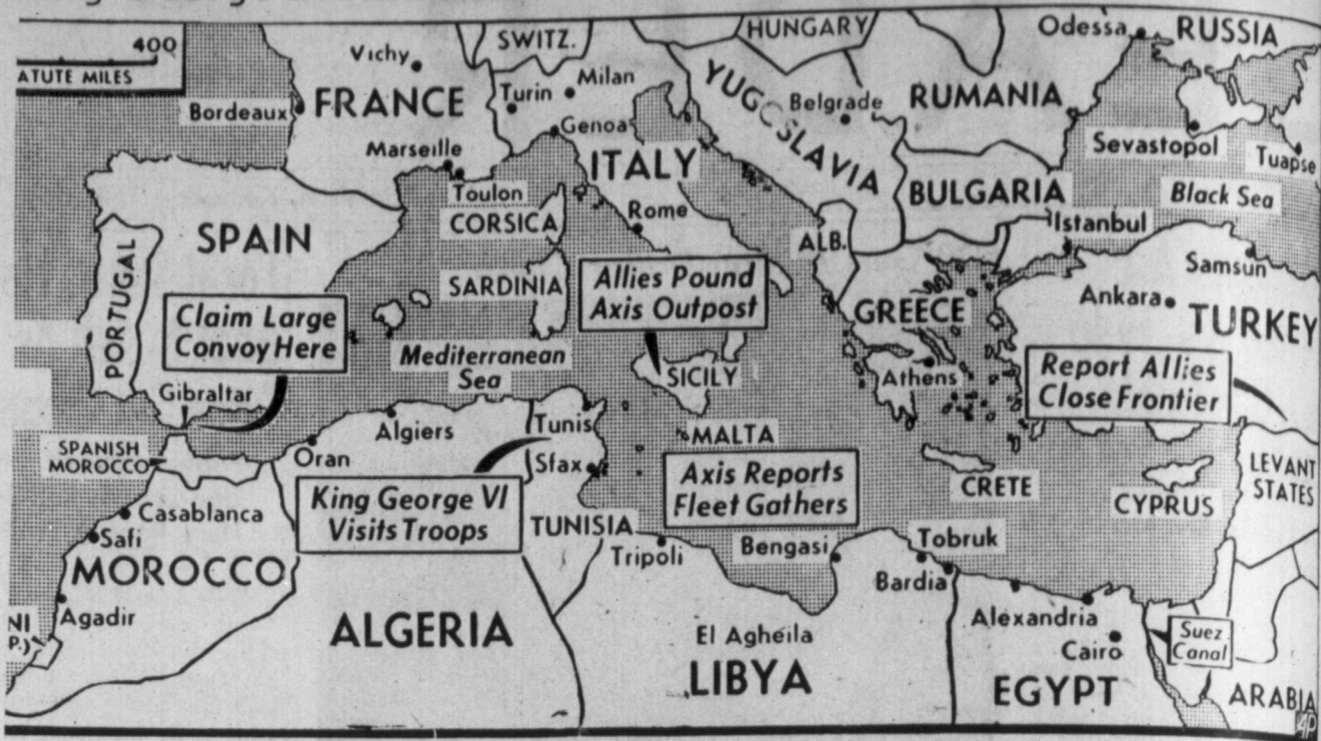 400
ATUTE MILES
Vichy
SWITZ.
HUNGARY
Odessa
RUSSIA
Bordeaux
FRANCE
Turin
Milan
YUGOSLAVIA
Belgrade
RUMANIA
Genoa
Marseille
Toulon
ITALY
Sevastopol
Tuapse
BULGARIA
Black Sea
CORSICA
Rome
ALB.
Istanbul
SPAIN
PORTUGAL
SARDINIA
Allies Pound
Axis Outpost
GREECE
Samsun
Ankara
TURKEY
Claim Large
Convoy Here
Mediterranean
Sea
SICILY
Athens
Report Allies
Close Frontier
Gibraltar
Algiers
Tunis
MALTA
SPANISH
MOROCCO
Oran
Sfax
Axis Reports
Fleet Gathers
CRETE
CYPRUS
LEVANT
STATES
King George VI
Visits Troops
Casablanca
Safi
MOROCCO
TUNISIA
Tripoli
Bengasi
Tobruk
Bardia
Agadir
NI
P.)
ALGERIA
El Agheila
LIBYA
Alexandria
Cairo
Suez
Canal
EGYPT
ARABIA
AP